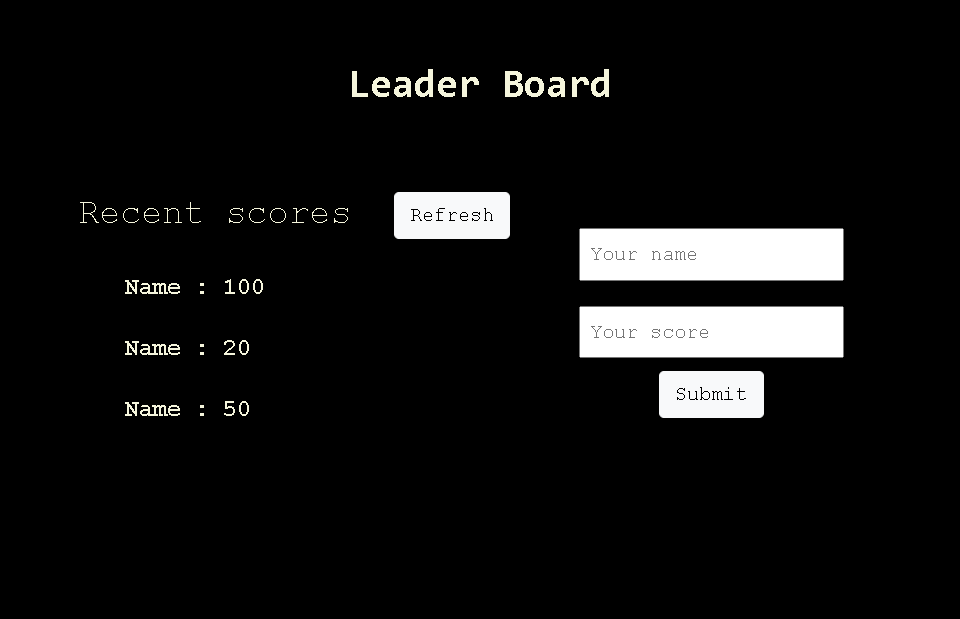 Leader Board
Recent scores
Refresh
Name : 100
Name : 20
Name : 50
Your name
Your score
Submit